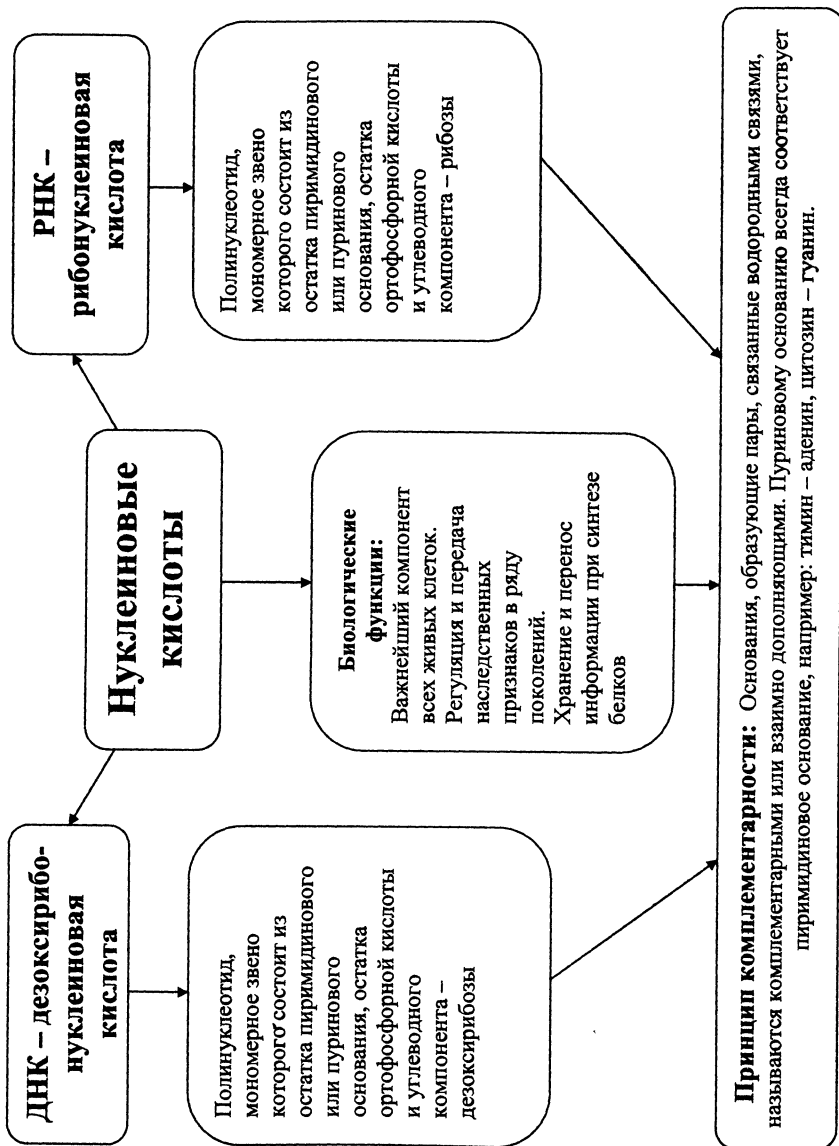 Нуклеиновые
кислоты
ДНК – дезоксирибо-
нуклеиновая
кислота
РНК –
рибонуклеиновая
кислота
Полинуклеотид,
мономерное звено
которого состоит из
остатка пиримидинового
или пуринового
основания, остатка
ортофосфорной кислоты
и углеводного
компонента –
дезоксирибозы
Биологические
функции:
Важнейший компонент
всех живых клеток.
Регуляция и передача
наследственных
признаков в ряду
поколений.
Хранение и перенос
информации при синтезе
белков
Полинуклеотид,
мономерное звено
которого состоит из
остатка пиримидинового
или пуринового
основания, остатка
ортофосфорной кислоты
и углеводного
компонента – рибозы
Принцип комплементарности: Основания, образующие пары, связанные водородными связями,
называются комплементарными или взаимно дополняющими. Пуриновому основанию всегда соответствует
пиримидиновое основание, например: тимин – аденин, цитозин – гуанин.